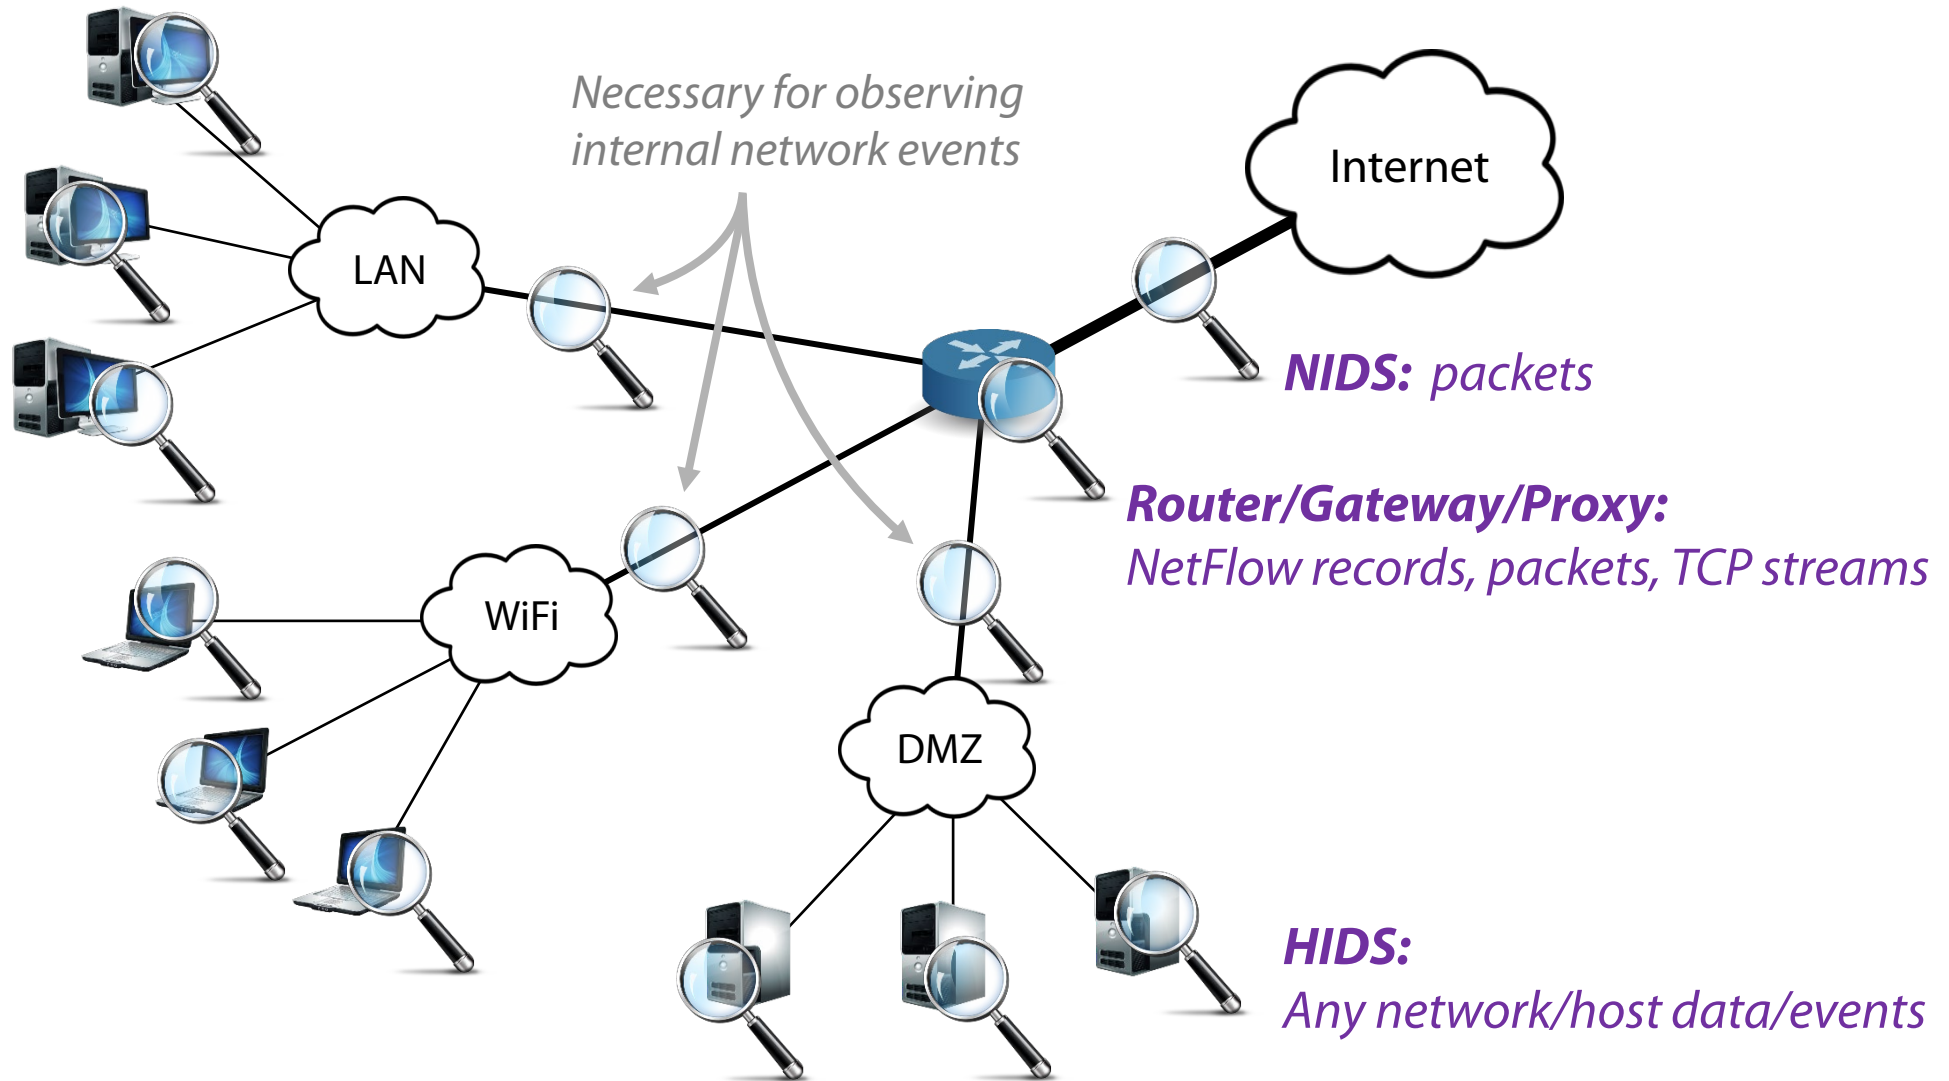 Necessary for observing
internal network events
Internet
LAN
NIDS: packets
Router/Gateway/Proxy:
NetFlow records, packets, TCP streams
WiFi
DMZ
HIDS:
Any network/host data/events